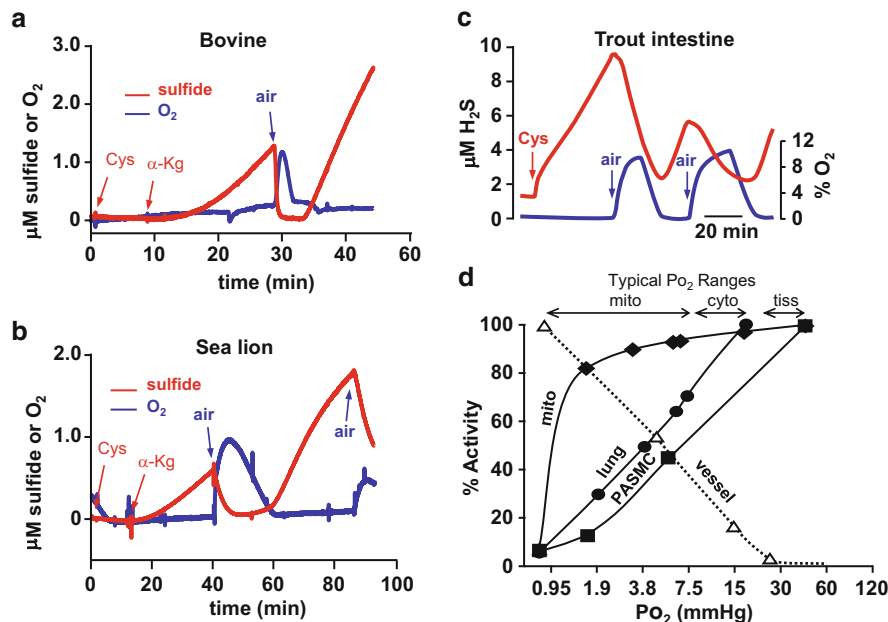 a
Bovine
3.0
2.0
1.0
0
μM sulfide or O₂
sulfide
O₂
Cys
α-Kg
air
0 10 20 30 40 50 60
time (min)
b
Sea lion
2.0
1.0
0
μM sulfide or O₂
sulfide
O₂
Cys
α-Kg
air
air
0 20 40 60 80 100
time (min)
c
Trout intestine
10
8
6
4
2
0
μM H₂S
Cys
air
air
12
8
4
0
% O₂
20 min
d
Typical Po₂ Ranges
mito cyto tiss
100
80
60
40
20
0
% Activity
mito
lung
PASMC
vessel
0.95 1.9 3.8 7.5 15 30 60 120
Po₂ (mmHg)